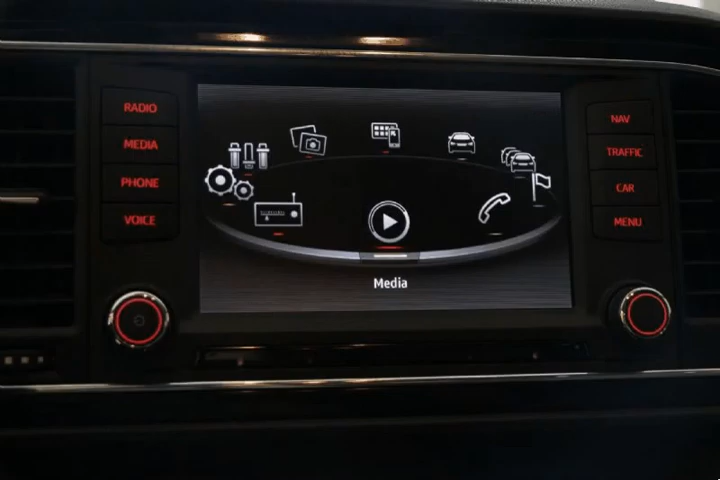 RADIO
MEDIA
PHONE
VOICE
Media
NAV
TRAFFIC
CAR
MENU